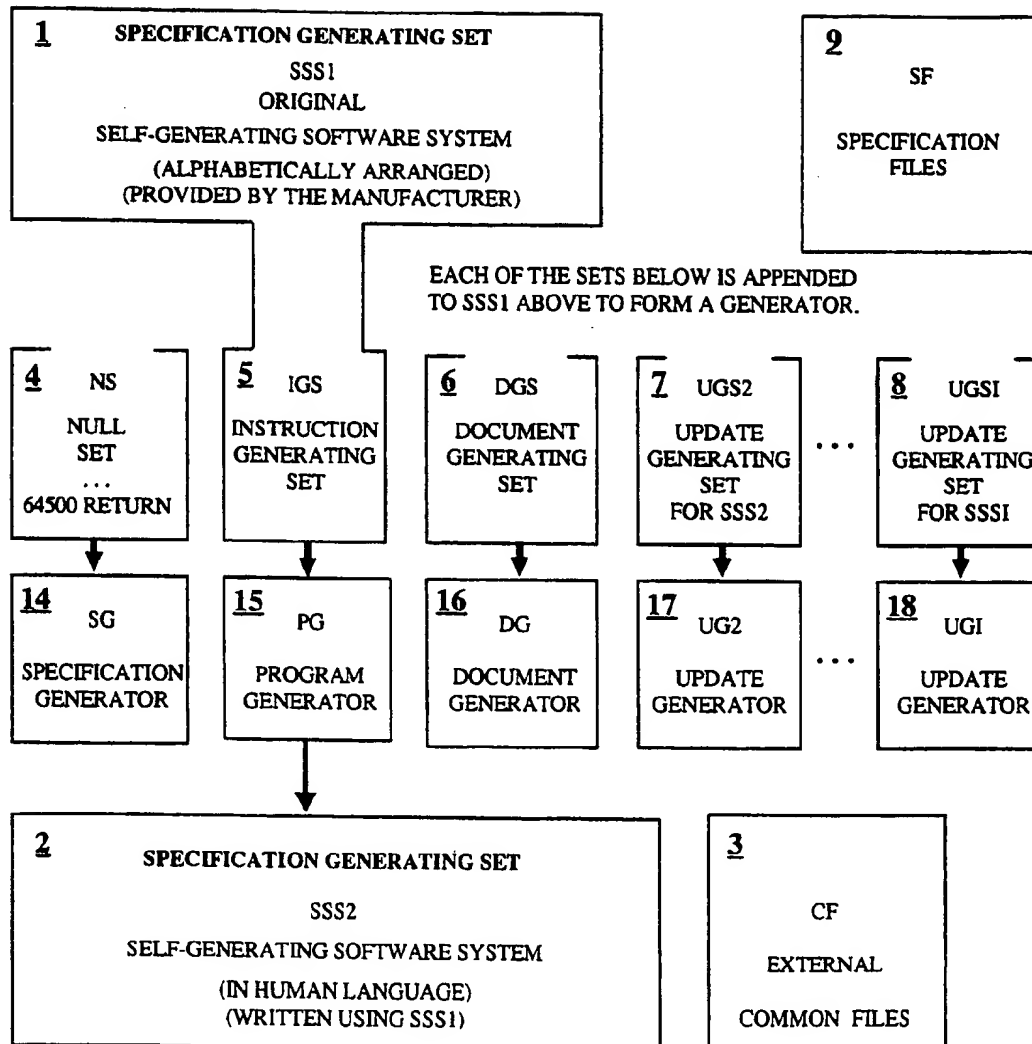 1 SPECIFICATION GENERATING SET
SSS1
ORIGINAL
SELF-GENERATING SOFTWARE SYSTEM
(ALPHABETICALLY ARRANGED)
(PROVIDED BY THE MANUFACTURER)
9
SF
SPECIFICATION
FILES
EACH OF THE SETS BELOW IS APPENDED
TO SSS1 ABOVE TO FORM A GENERATOR.
4 NS
NULL
SET
...
64500 RETURN
5 IGS
INSTRUCTION
GENERATING
SET
6 DGS
DOCUMENT
GENERATING
SET
7 UGS2
UPDATE
GENERATING
SET
FOR SSS2
...
8 UGSI
UPDATE
GENERATING
SET
FOR SSSI
14
SG
SPECIFICATION
GENERATOR
15
PG
PROGRAM
GENERATOR
16
DG
DOCUMENT
GENERATOR
17
UG2
UPDATE
GENERATOR
...
18
UGI
UPDATE
GENERATOR
2
SPECIFICATION GENERATING SET
SSS2
SELF-GENERATING SOFTWARE SYSTEM
(IN HUMAN LANGUAGE)
(WRITTEN USING SSS1)
3
CF
EXTERNAL
COMMON FILES